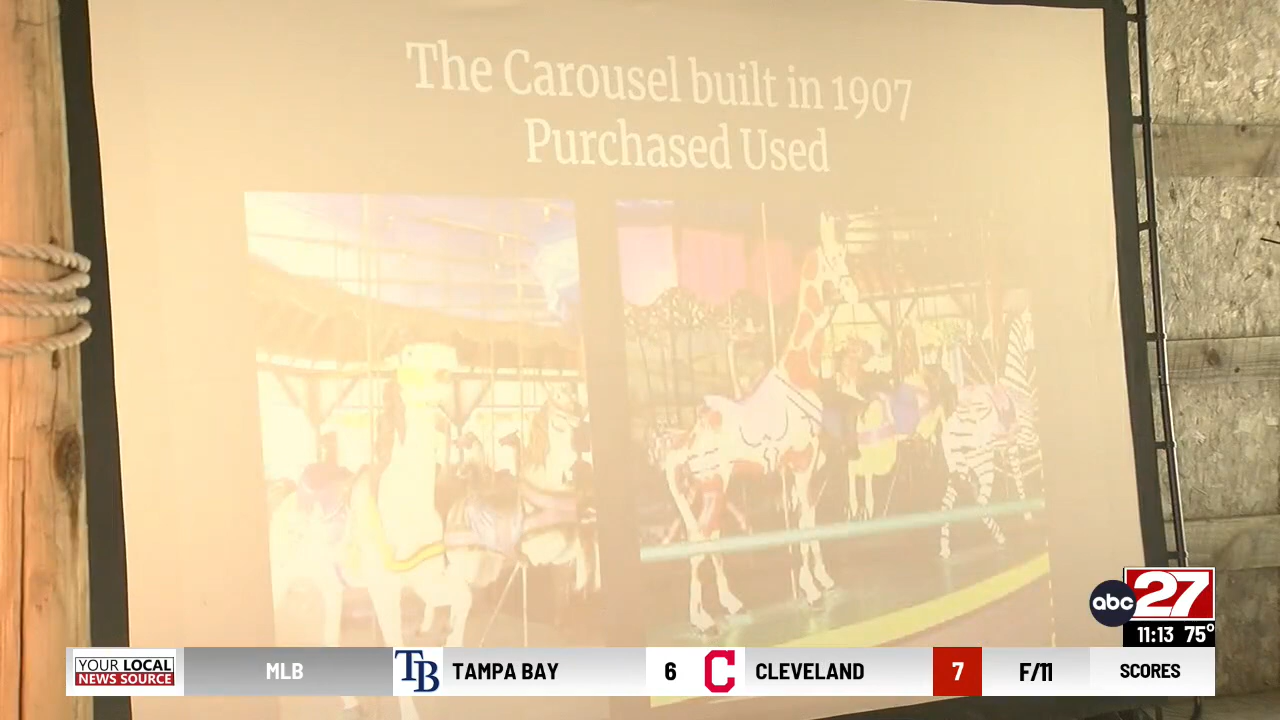 The Carousel built in 1907
Purchased Used
abc 27
11:13 75°
YOUR LOCAL
NEWS SOURCE
MLB
TB TAMPA BAY 6
C CLEVELAND 7
F/11
SCORES